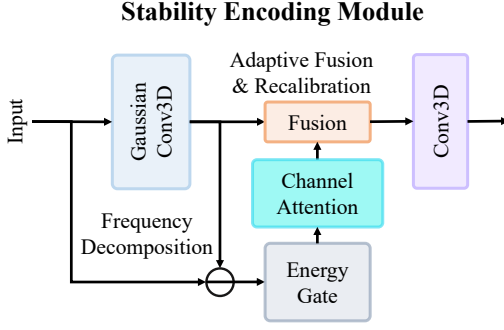 Stability Encoding Module
Adaptive Fusion
& Recalibration
Input
Gaussian
Conv3D
Fusion
Conv3D
Channel
Attention
Frequency
Decomposition
Energy
Gate